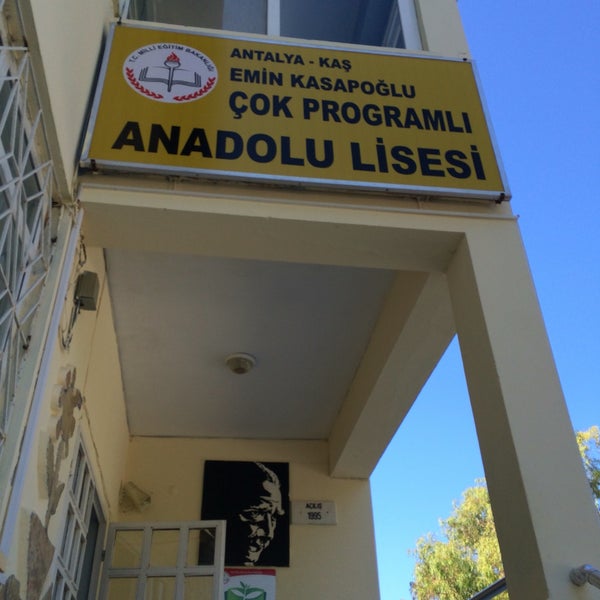 T.C. MİLLİ EĞİTİM BAKANLIĞI
ANTALYA - KAŞ
EMİN KASAPOĞLU
ÇOK PROGRAMLI
ANADOLU LİSESİ
AÇILIŞ
1995